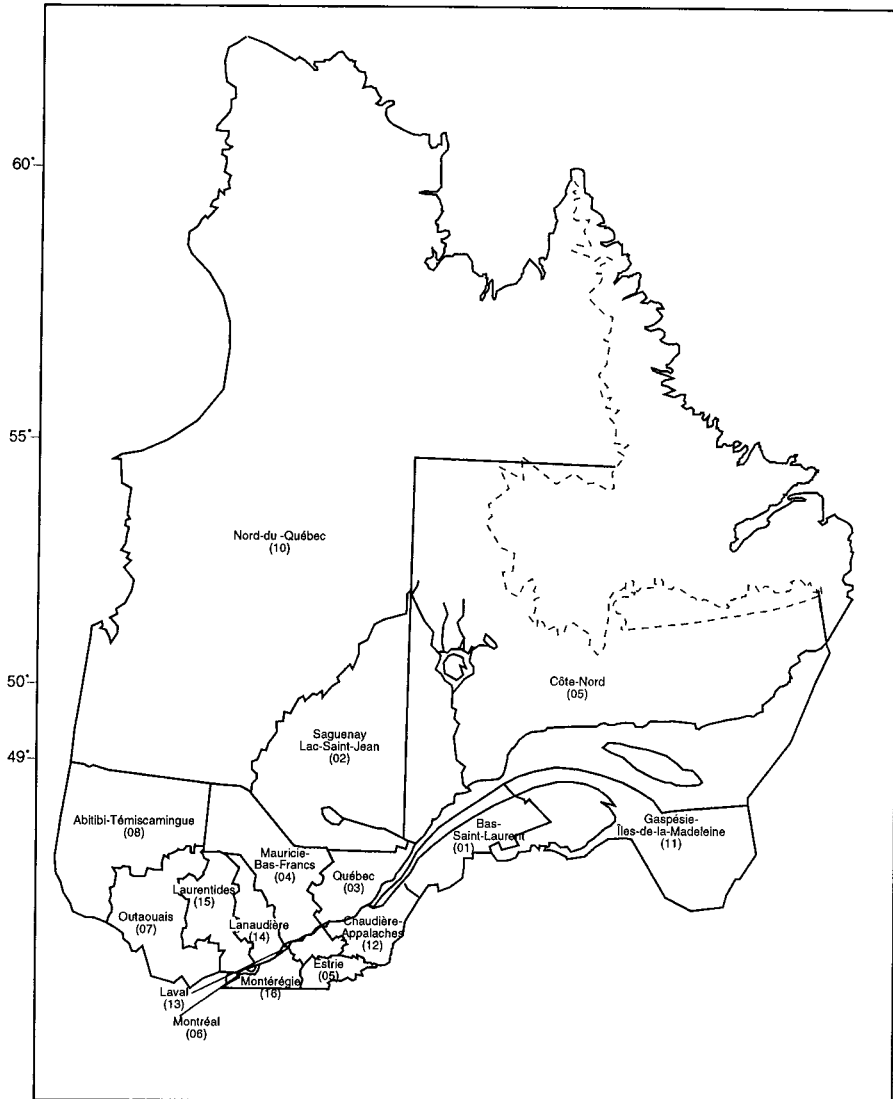 60°
55°
Nord-du -Québec
(10)
50°
Côte-Nord
(05)
49°
Saguenay
Lac-Saint-Jean
(02)
Abitibi-Témiscamingue
(08)
Bas-
Saint-Laurent
(01)
Gaspésie-
Îles-de-la-Madeleine
(11)
Mauricie-
Bas-Francs
(04)
Québec
(03)
Laurentides
(15)
Outaouais
(07)
Lanaudière
(14)
Chaudière-
Appalaches
(12)
Estrie
(05)
Montérégie
(16)
Laval
(13)
Montréal
(06)